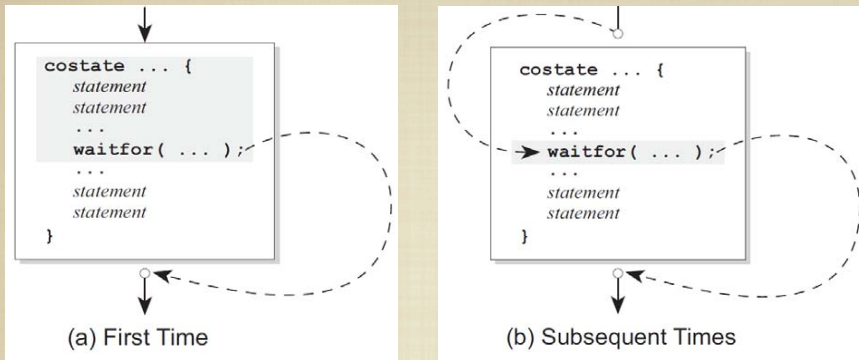 costate ... {
statement
statement
...
waitfor( ... );
...
statement
statement
}
(a) First Time
costate ... {
statement
statement
...
waitfor( ... );
...
statement
statement
}
(b) Subsequent Times